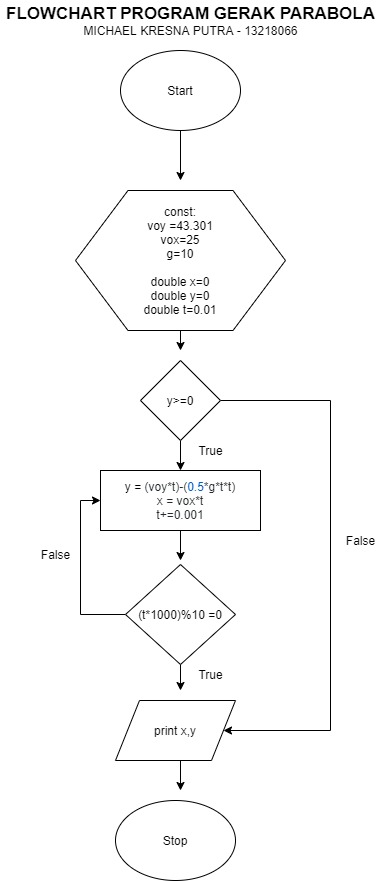 FLOWCHART PROGRAM GERAK PARABOLA
MICHAEL KRESNA PUTRA - 13218066
Start
const:
voy =43.301
vox=25
g=10
double x=0
double y=0
double t=0.01
y>=0
True
y = (voy*t)-(0.5*g*t*t)
x = vox*t
t+=0.001
False
False
(t*1000)%10 =0
True
print x,y
Stop